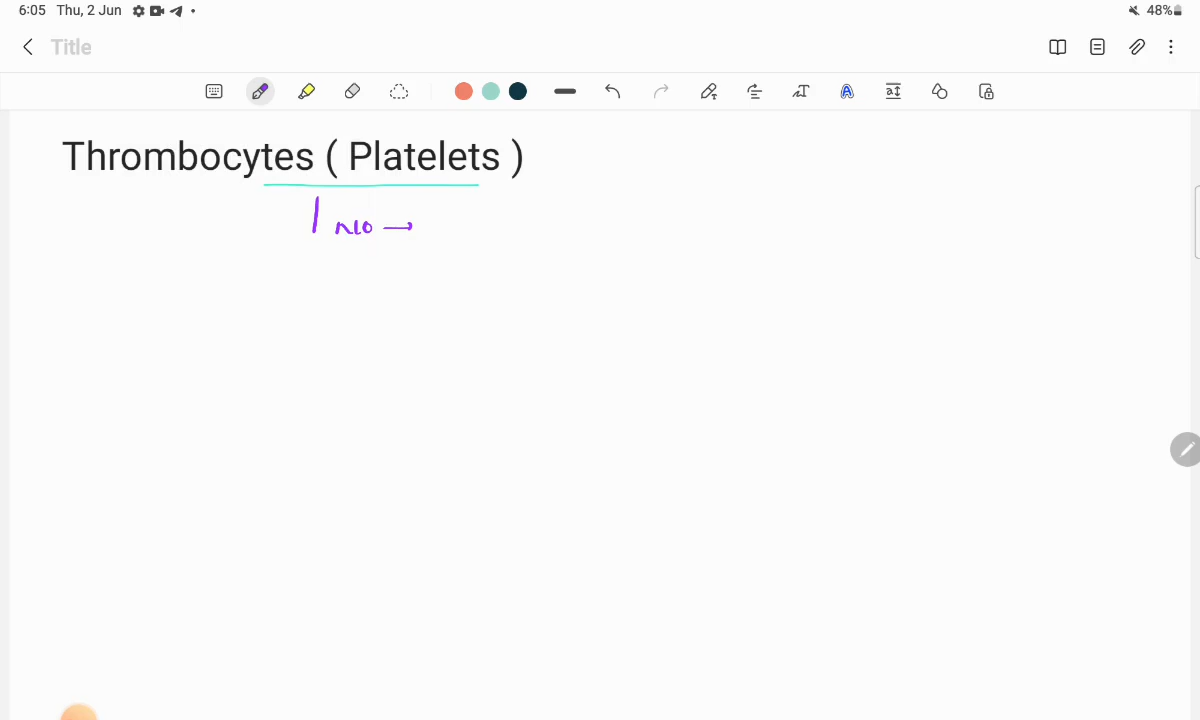 6:05 Thu, 2 Jun 48%
Title
Thrombocytes ( Platelets )